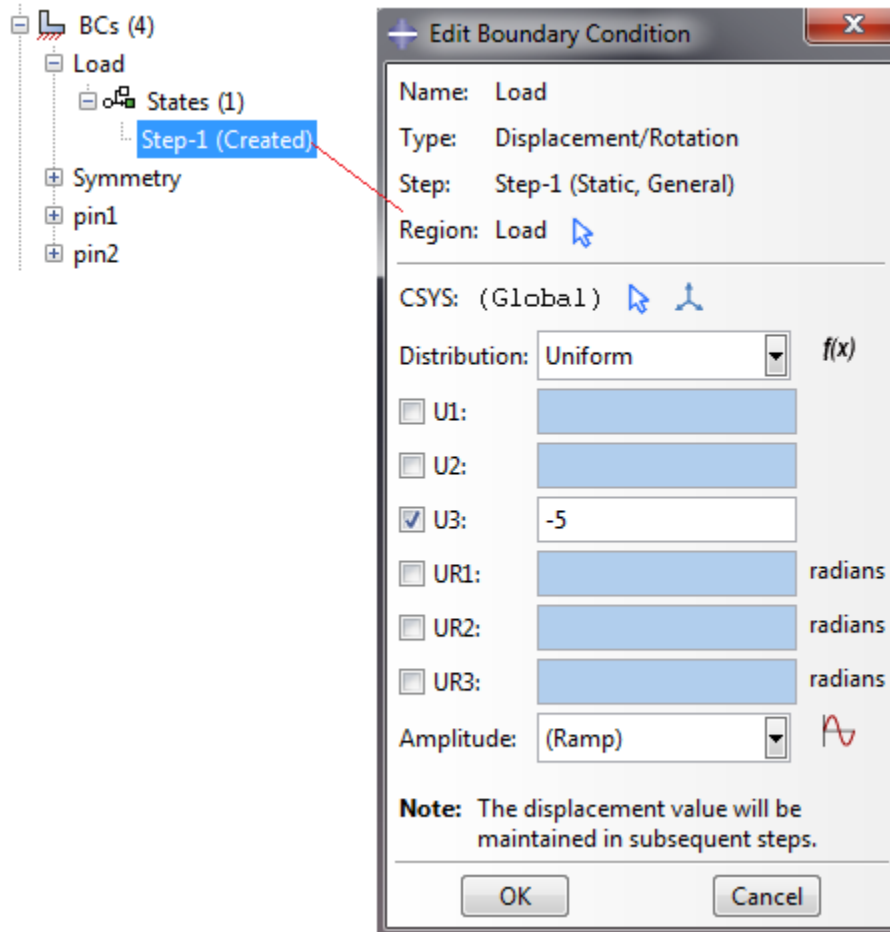 BCs (4)
Load
States (1)
Step-1 (Created)
Symmetry
pin1
pin2
Edit Boundary Condition
Name: Load
Type: Displacement/Rotation
Step: Step-1 (Static, General)
Region: Load
CSYS: (Global)
Distribution: Uniform f(x)
U1:
U2:
U3: -5
UR1: radians
UR2: radians
UR3: radians
Amplitude: (Ramp)
Note: The displacement value will be
maintained in subsequent steps.
OK Cancel